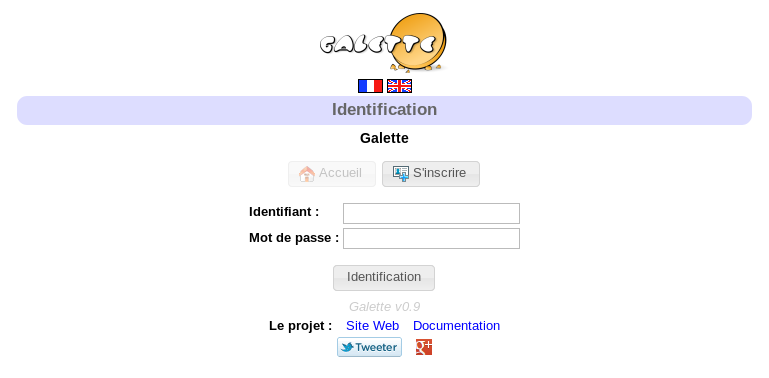 GALETTE
Identification
Galette
Accueil S'inscrire
Identifiant :
Mot de passe :
Identification
Galette v0.9
Le projet : Site Web Documentation
Tweeter g+